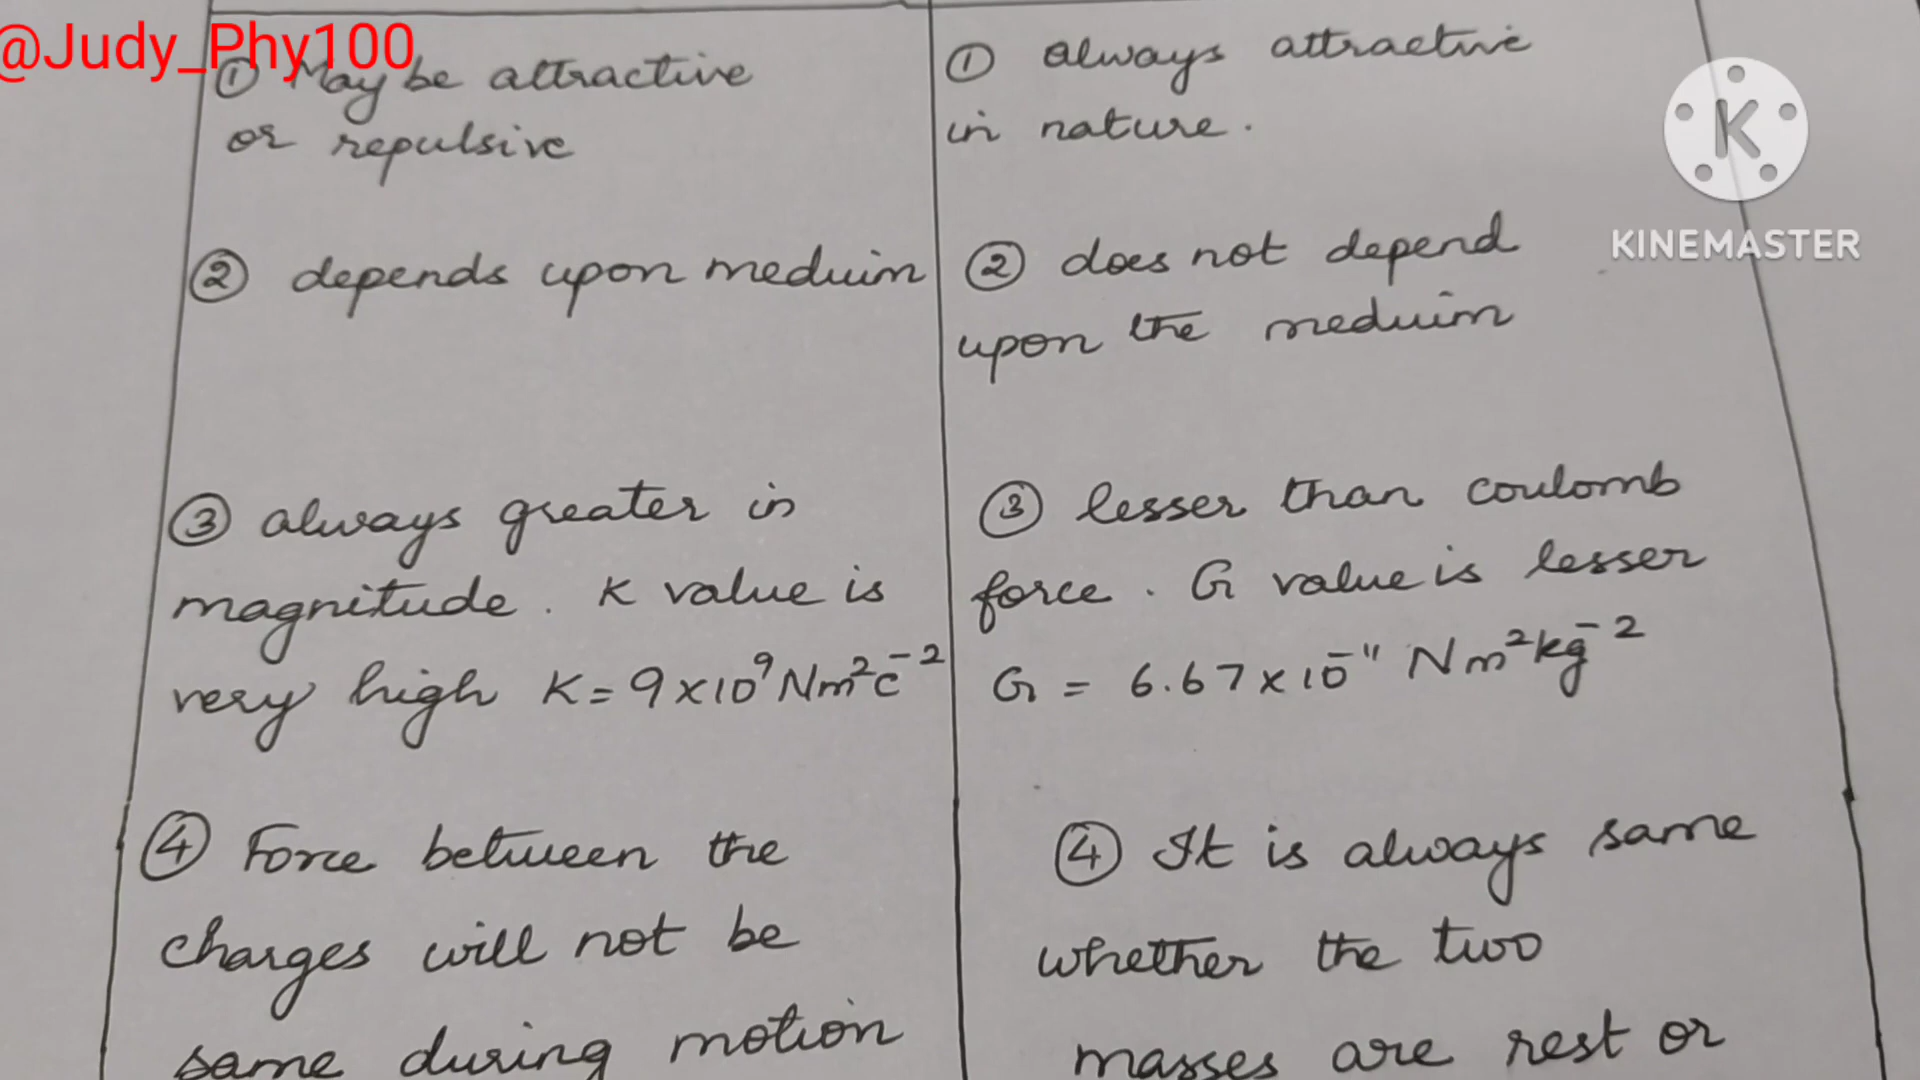 @Judy_Phy100
① May be attractive
or repulsive
② depends upon meduim
③ always greater in
magnitude. K value is
very high K = 9 x 10⁹ Nm²c⁻²
④ Force between the
charges will not be
same during motion
① always attractive
in nature.
② does not depend
upon the meduim
③ lesser than coulomb
force. G value is lesser
G = 6.67 x 10⁻¹¹ Nm²kg⁻²
④ It is always same
whether the two
masses are rest or
K
KINEMASTER